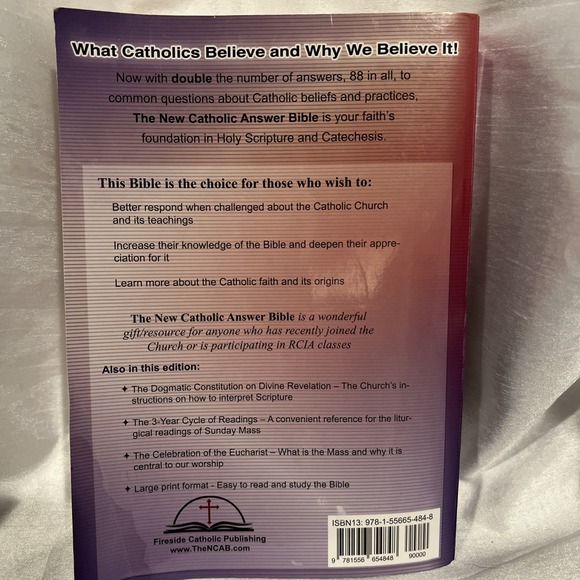 What Catholics Believe and Why We Believe It!
Now with double the number of answers, 88 in all, to
common questions about Catholic beliefs and practices,
The New Catholic Answer Bible is your faith's
foundation in Holy Scripture and Catechesis.
This Bible is the choice for those who wish to:
Better respond when challenged about the Catholic Church
and its teachings
Increase their knowledge of the Bible and deepen their appre-
ciation for it
Learn more about the Catholic faith and its origins
The New Catholic Answer Bible is a wonderful
gift/resource for anyone who has recently joined the
Church or is participating in RCIA classes
Also in this edition:
✦ The Dogmatic Constitution on Divine Revelation – The Church's in-
structions on how to interpret Scripture
✦ The 3-Year Cycle of Readings – A convenient reference for the litur-
gical readings of Sunday Mass
✦ The Celebration of the Eucharist – What is the Mass and why it is
central to our worship
✦ Large print format - Easy to read and study the Bible
Fireside Catholic Publishing
www.TheNCAB.com
ISBN13: 978-1-55665-484-8
9 781556 654848 90000